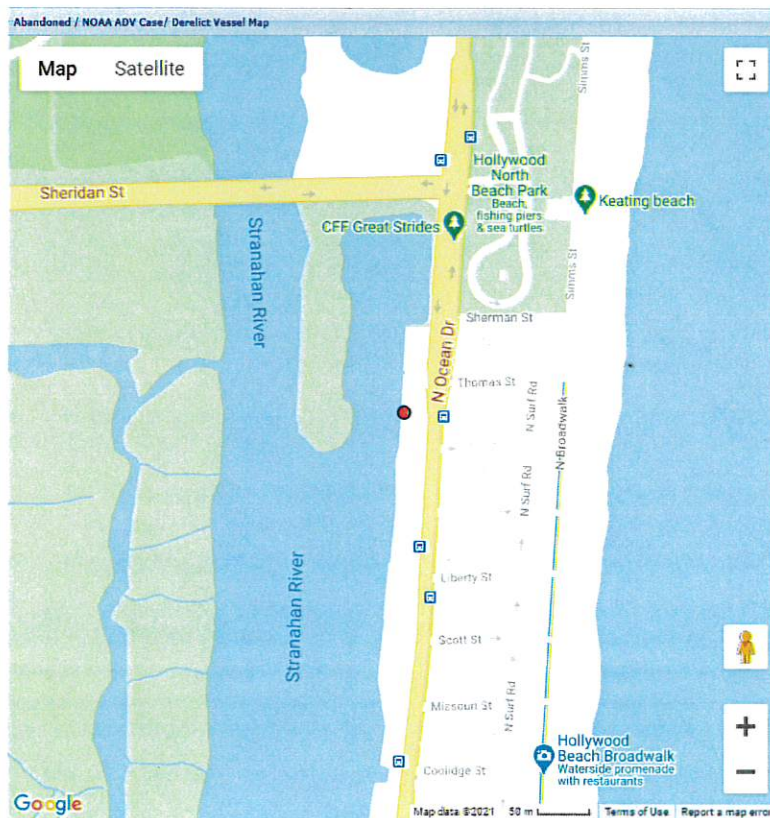 Abandoned / NOAA ADV Case/ Derelict Vessel Map
Map Satellite
Simms St
Hollywood
North
Beach Park
Beach,
fishing piers
& sea turtles
Sheridan St
Keating beach
CFF Great Strides
Stranahan River
Simms St
Sherman St
N Ocean Dr
Thomas St
N Surf Rd
N Broadwalk
N Surf Rd
Stranahan River
Liberty St
Scott St
N Surf Rd
Missouri St
Hollywood
Beach Broadwalk
Waterside promenade
with restaurants
Coolidge St
Google
Map data ©2021 50 m Terms of Use Report a map error